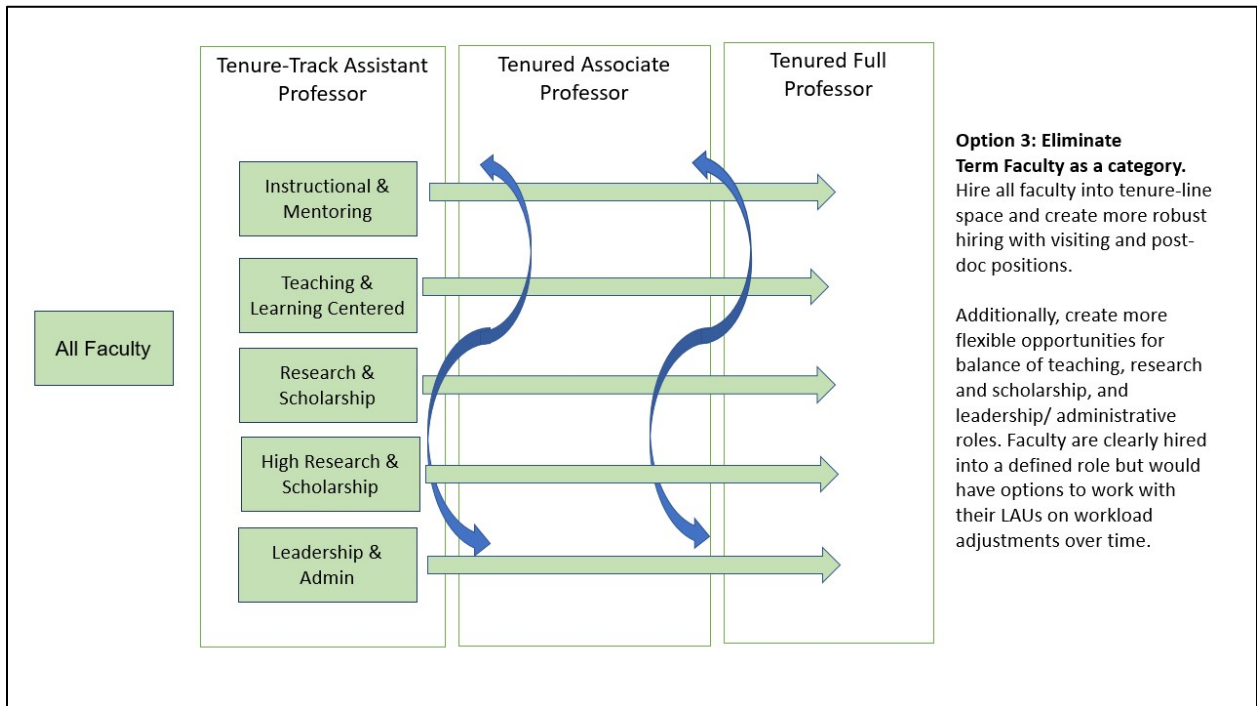 Tenure-Track Assistant
Professor
Tenured Associate
Professor
Tenured Full
Professor
All Faculty
Instructional &
Mentoring
Teaching &
Learning Centered
Research &
Scholarship
High Research &
Scholarship
Leadership &
Admin
Option 3: Eliminate
Term Faculty as a category.
Hire all faculty into tenure-line
space and create more robust
hiring with visiting and post-
doc positions.
Additionally, create more
flexible opportunities for
balance of teaching, research
and scholarship, and
leadership/ administrative
roles. Faculty are clearly hired
into a defined role but would
have options to work with
their LAUs on workload
adjustments over time.